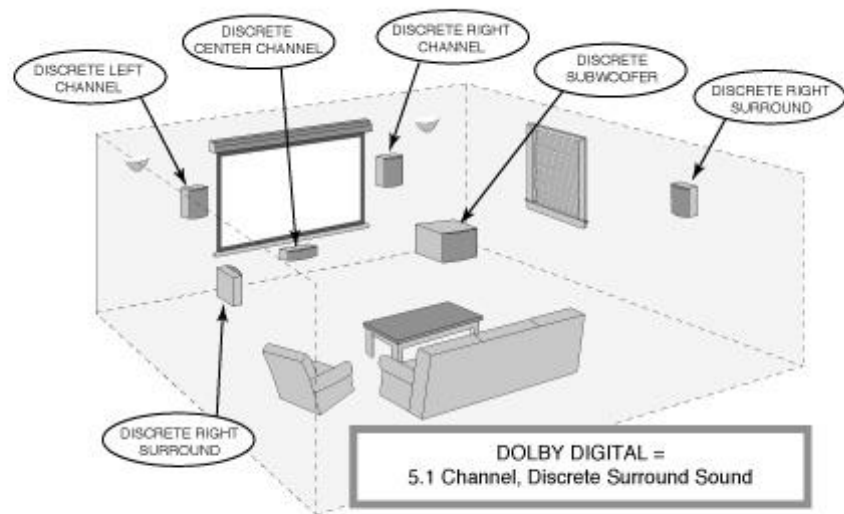 DISCRETE
CENTER CHANNEL
DISCRETE RIGHT
CHANNEL
DISCRETE LEFT
CHANNEL
DISCRETE
SUBWOOFER
DISCRETE RIGHT
SURROUND
DISCRETE RIGHT
SURROUND
DOLBY DIGITAL =
5.1 Channel, Discrete Surround Sound